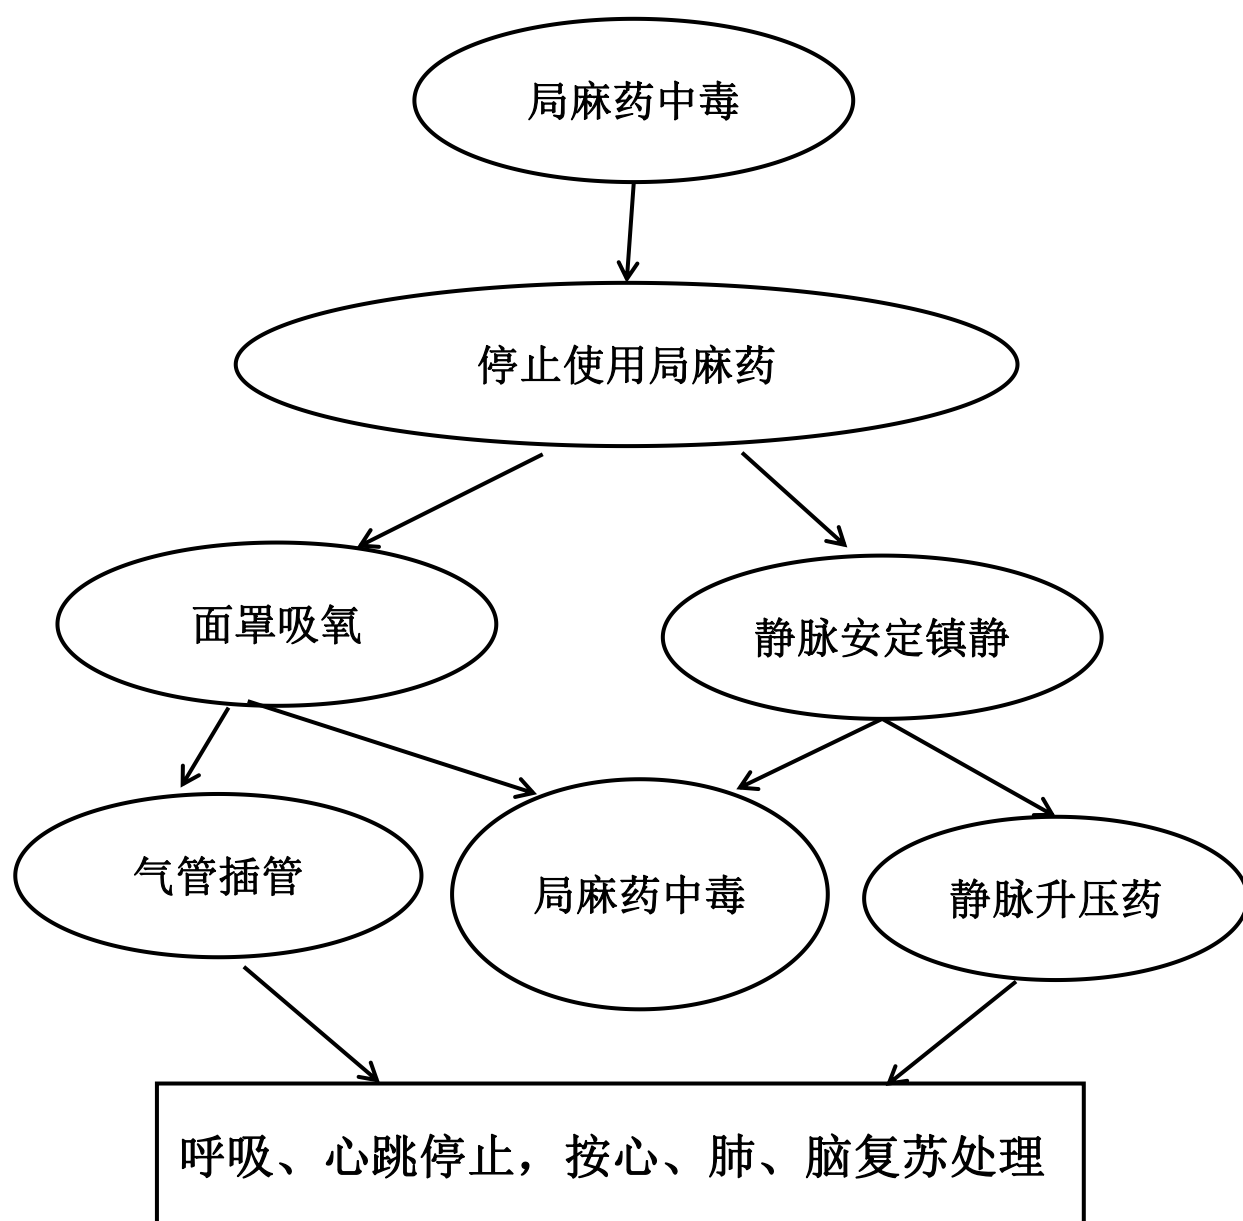 局麻药中毒
停止使用局麻药
面罩吸氧
静脉安定镇静
气管插管
局麻药中毒
静脉升压药
呼吸、心跳停止，按心、肺、脑复苏处理